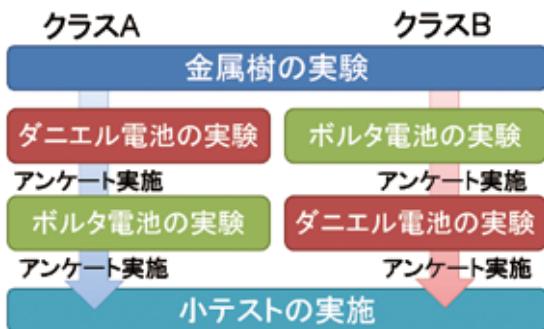 クラスA クラスB
金属樹の実験
ダニエル電池の実験 ボルタ電池の実験
アンケート実施 アンケート実施
ボルタ電池の実験 ダニエル電池の実験
アンケート実施 アンケート実施
小テストの実施